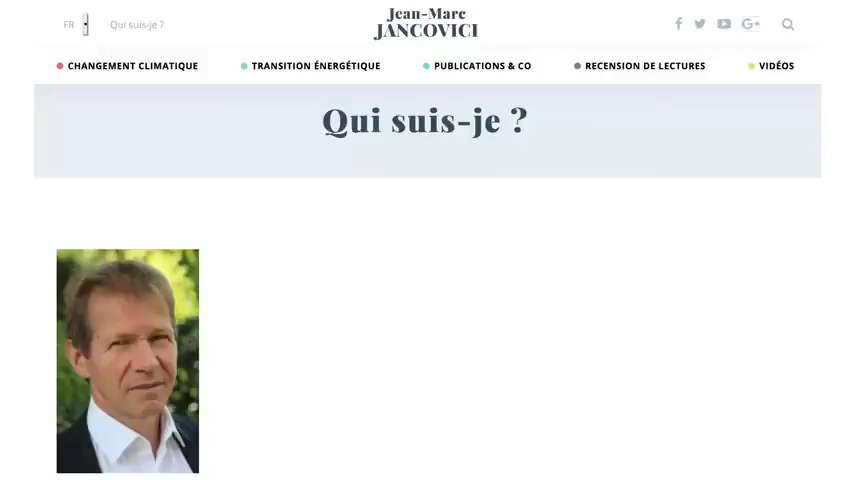 FR
Qui suis-je ?
Jean-Marc
JANCOVICI
CHANGEMENT CLIMATIQUE
TRANSITION ÉNERGÉTIQUE
PUBLICATIONS & CO
RECENSION DE LECTURES
VIDÉOS
Qui suis-je ?